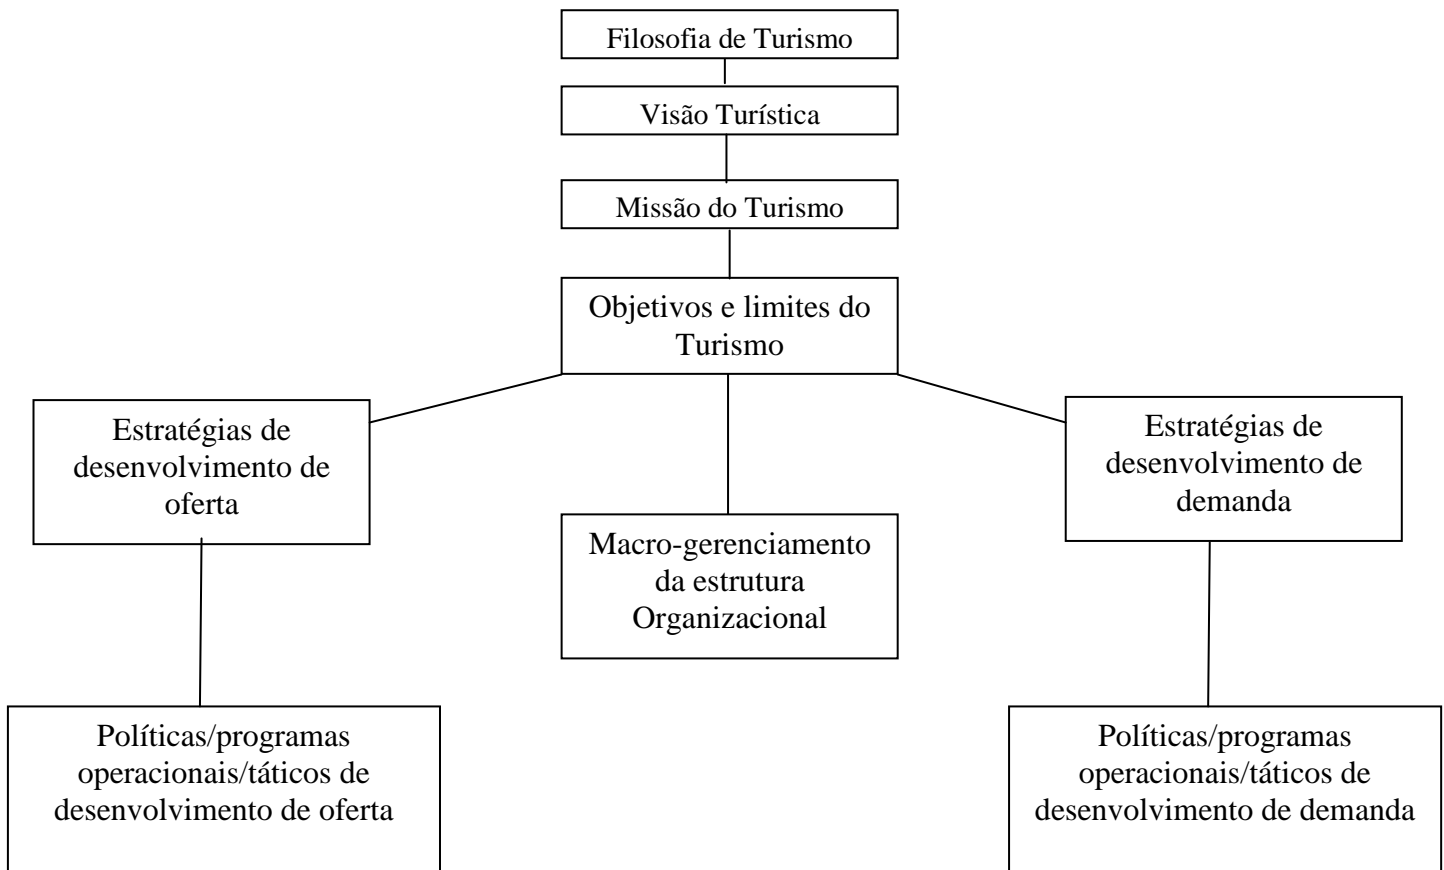 Filosofia de Turismo
Visão Turística
Missão do Turismo
Objetivos e limites do
Turismo
Estratégias de
desenvolvimento de
oferta
Macro-gerenciamento
da estrutura
Organizacional
Estratégias de
desenvolvimento de
demanda
Políticas/programas
operacionais/táticos de
desenvolvimento de oferta
Políticas/programas
operacionais/táticos de
desenvolvimento de demanda